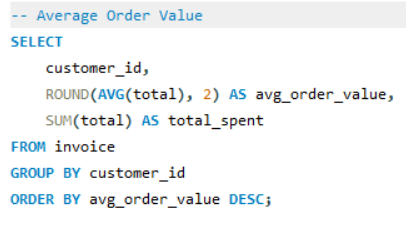 -- Average Order Value
SELECT
    customer_id,
    ROUND(AVG(total), 2) AS avg_order_value,
    SUM(total) AS total_spent
FROM invoice
GROUP BY customer_id
ORDER BY avg_order_value DESC;